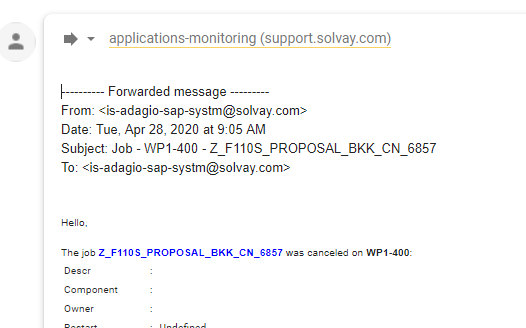 applications-monitoring (support.solvay.com)
---------- Forwarded message ---------
From: <is-adagio-sap-systm@solvay.com>
Date: Tue, Apr 28, 2020 at 9:05 AM
Subject: Job - WP1-400 - Z_F110S_PROPOSAL_BKK_CN_6857
To: <is-adagio-sap-systm@solvay.com>
Hello,
The job Z_F110S_PROPOSAL_BKK_CN_6857 was canceled on WP1-400:
Descr :
Component :
Owner :
Restart : Undefined